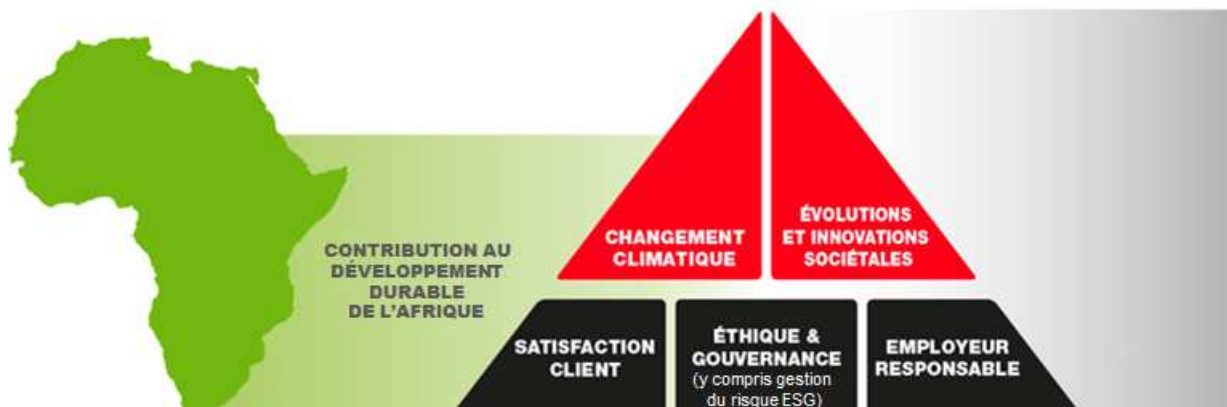 CONTRIBUTION AU
DÉVELOPPEMENT
DURABLE
DE L'AFRIQUE
CHANGEMENT
CLIMATIQUE
ÉVOLUTIONS
ET INNOVATIONS
SOCIÉTALES
SATISFACTION
CLIENT
ÉTHIQUE &
GOUVERNANCE
(y compris gestion
du risque ESG)
EMPLOYEUR
RESPONSABLE